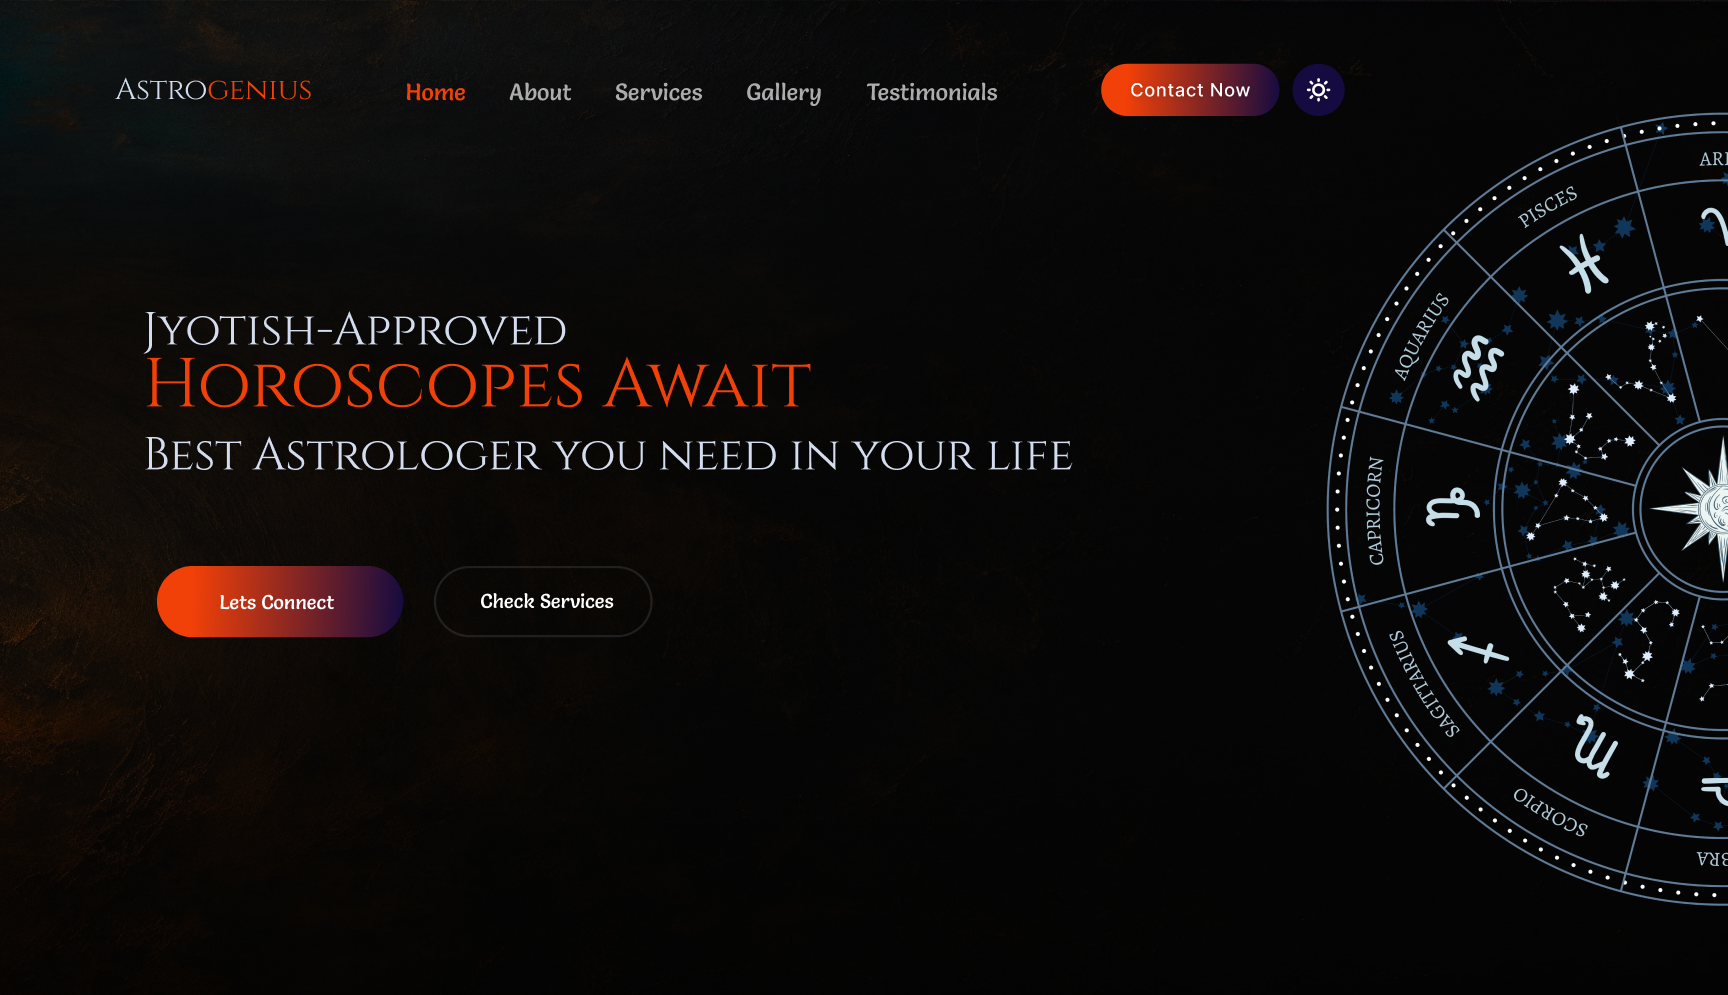 Astrogenius
Home
About
Services
Gallery
Testimonials
Contact Now
Jyotish-Approved
Horoscopes Await
Best Astrologer you need in your life
Lets Connect
Check Services
ARI
PISCES
AQUARIUS
CAPRICORN
SAGITTARIUS
SCORPIO
BRA